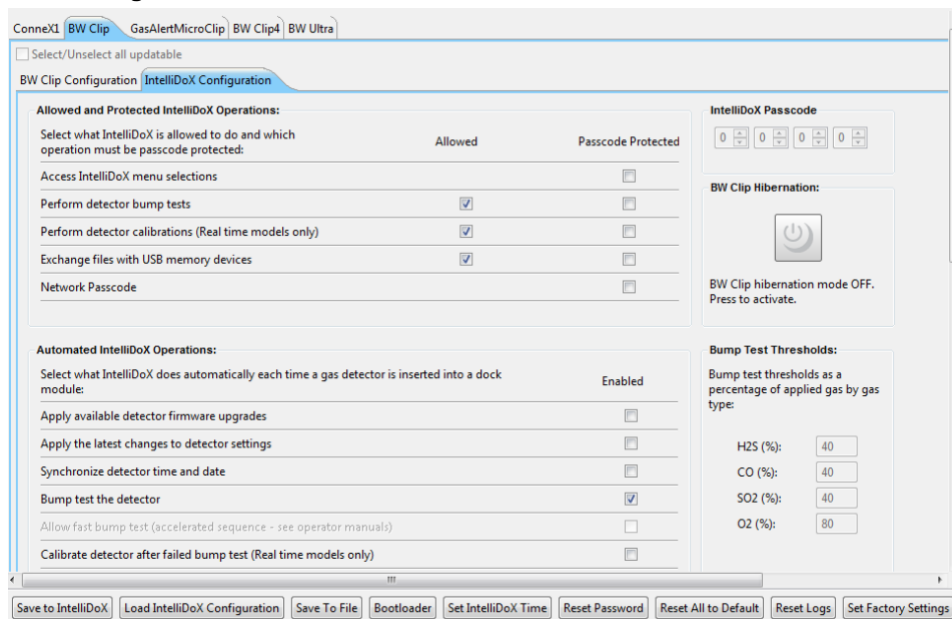 ConneX1 BW Clip GasAlertMicroClip BW Clip4 BW Ultra
Select/Unselect all updatable
BW Clip Configuration IntelliDoX Configuration
Allowed and Protected IntelliDoX Operations:
Select what IntelliDoX is allowed to do and which
operation must be passcode protected:
Allowed
Passcode Protected
Access IntelliDoX menu selections
Perform detector bump tests
Perform detector calibrations (Real time models only)
Exchange files with USB memory devices
Network Passcode
IntelliDoX Passcode
0 0 0 0
BW Clip Hibernation:
BW Clip hibernation mode OFF.
Press to activate.
Automated IntelliDoX Operations:
Select what IntelliDoX does automatically each time a gas detector is inserted into a dock
module:
Enabled
Apply available detector firmware upgrades
Apply the latest changes to detector settings
Synchronize detector time and date
Bump test the detector
Allow fast bump test (accelerated sequence - see operator manuals)
Calibrate detector after failed bump test (Real time models only)
Bump Test Thresholds:
Bump test thresholds as a
percentage of applied gas by gas
type:
H2S (%): 40
CO (%): 40
SO2 (%): 40
O2 (%): 80
Save to IntelliDoX Load IntelliDoX Configuration Save To File Bootloader Set IntelliDoX Time Reset Password Reset All to Default Reset Logs Set Factory Settings